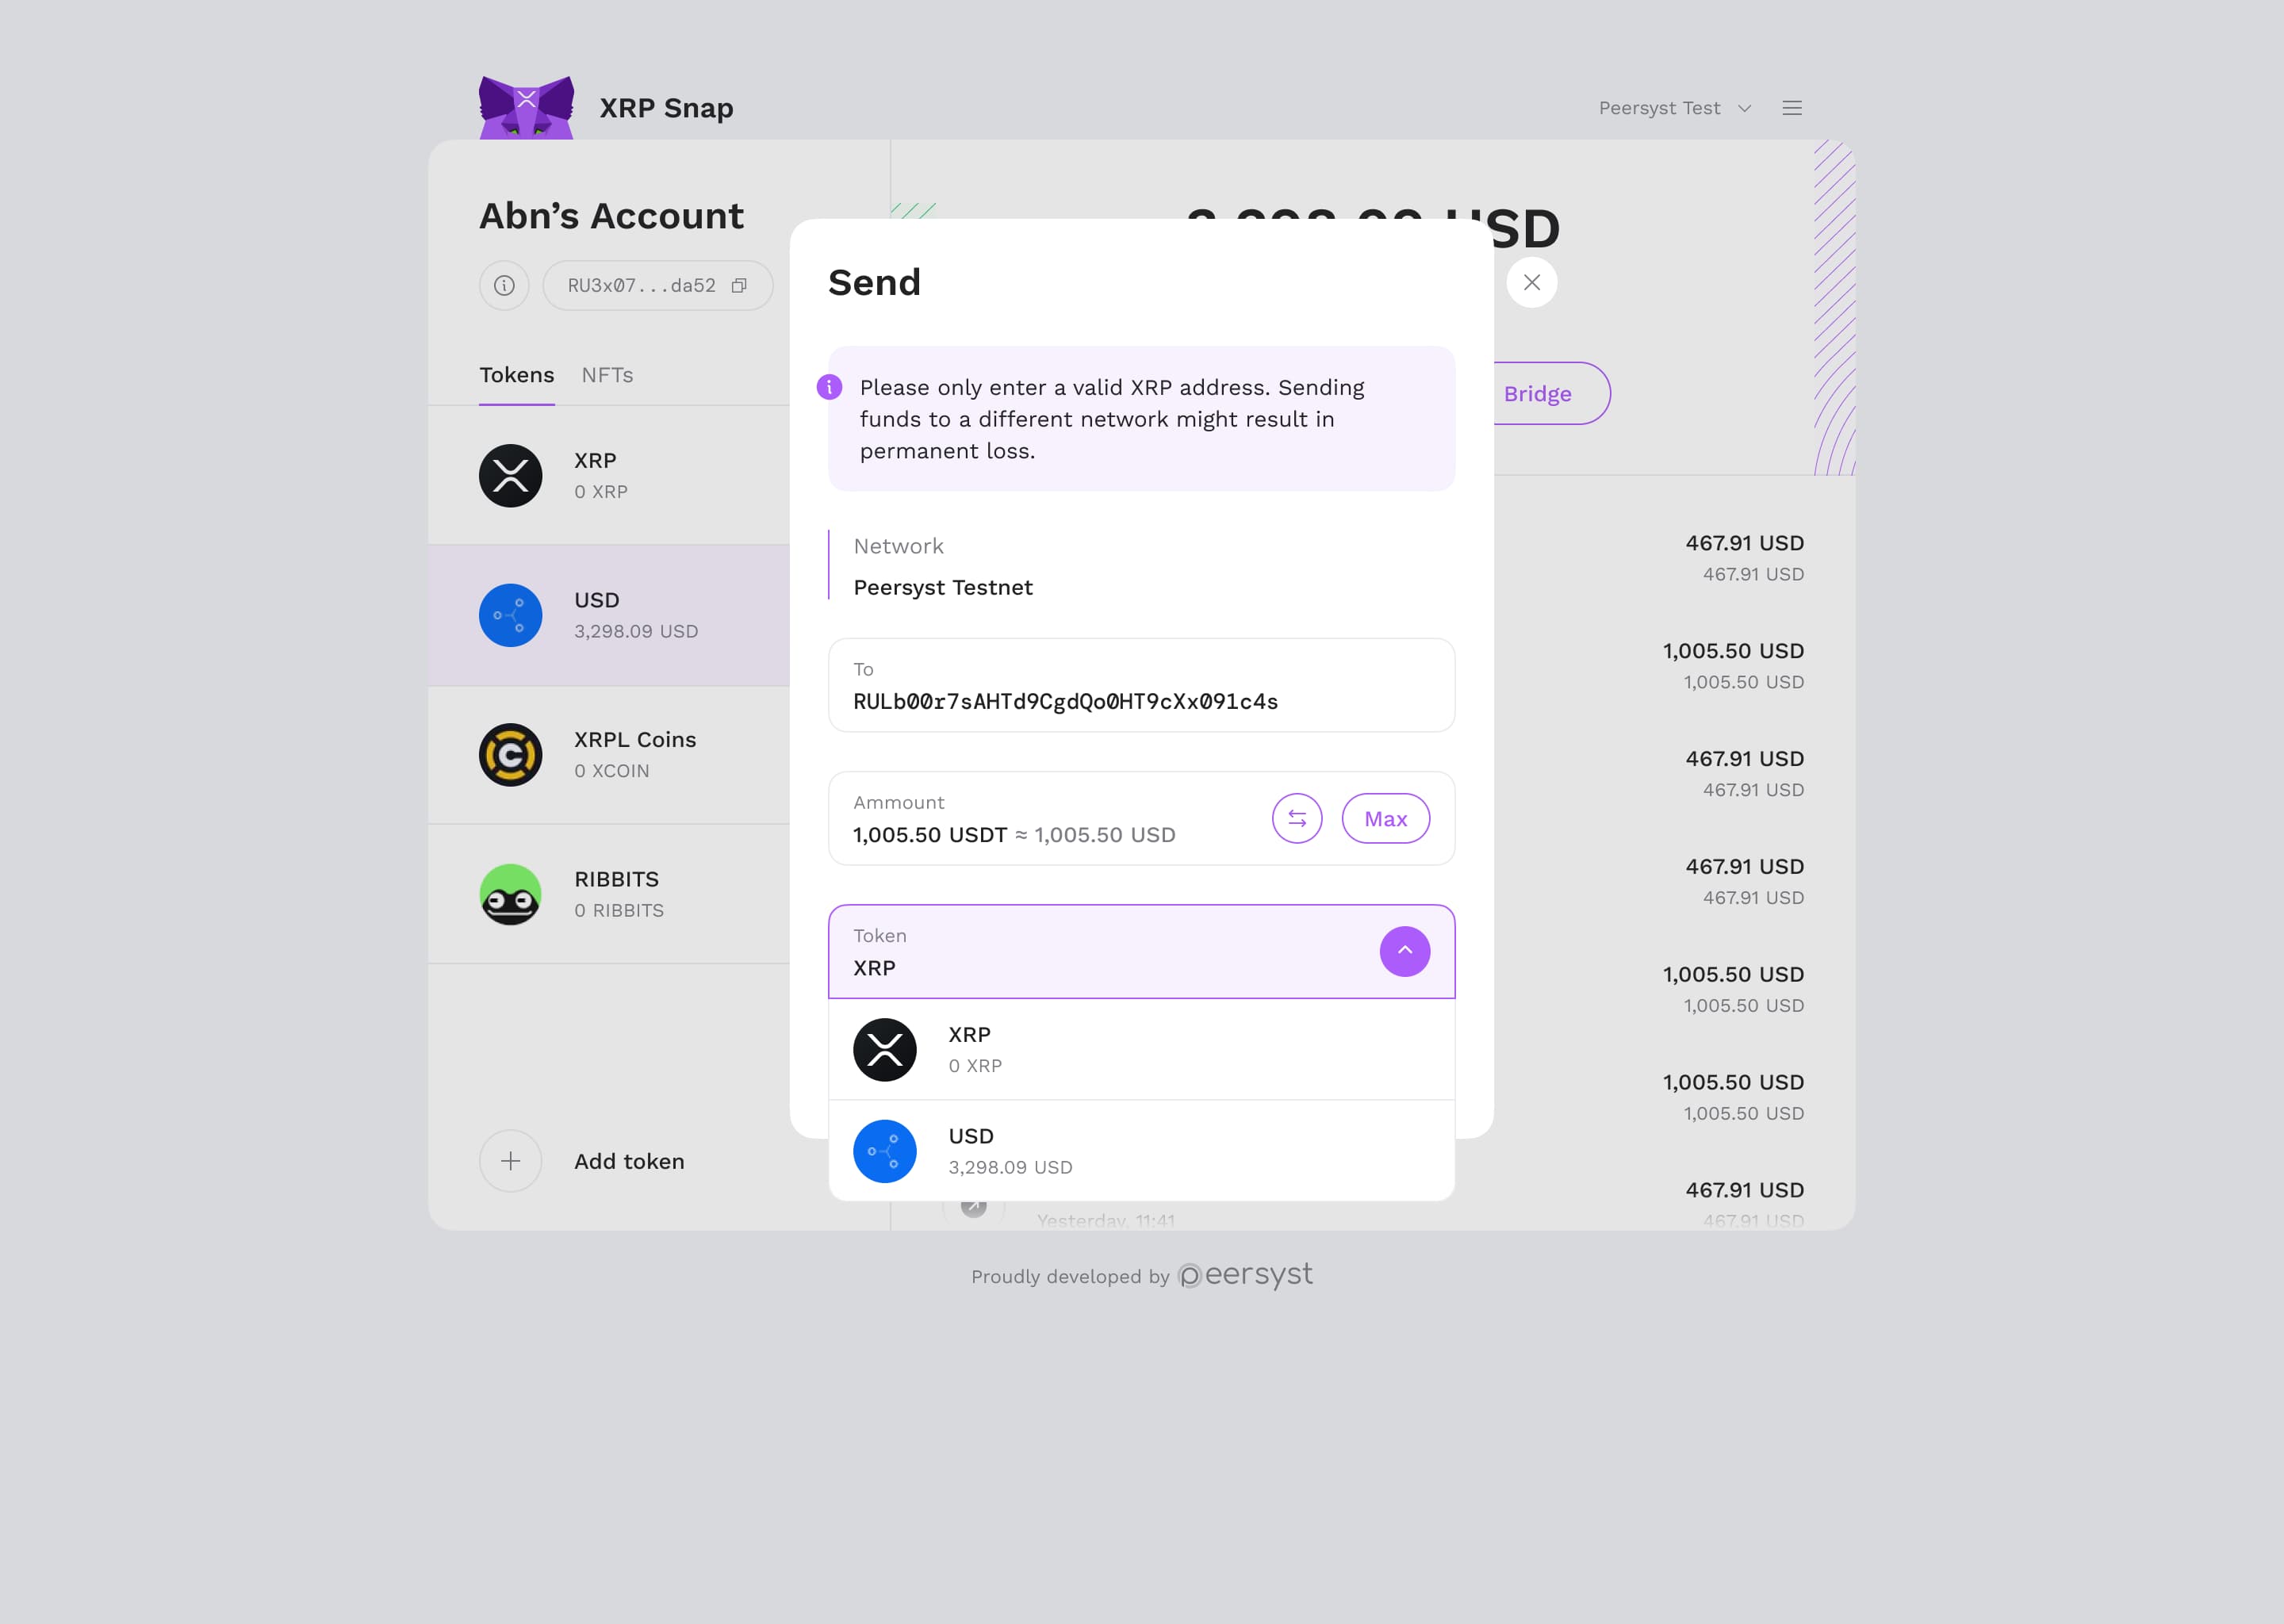 XRP Snap
Peersyst Test
Abn’s Account
RU3x07...da52
Tokens
NFTs
XRP
0 XRP
USD
3,298.09 USD
XRPL Coins
0 XCOIN
RIBBITS
0 RIBBITS
Add token
Send
Please only enter a valid XRP address. Sending
funds to a different network might result in
permanent loss.
Network
Peersyst Testnet
To
RULb00r7sAHTd9CgdQo0HT9cXx091c4s
Ammount
1,005.50 USDT ≈ 1,005.50 USD
Max
Token
XRP
XRP
0 XRP
USD
3,298.09 USD
Bridge
467.91 USD
467.91 USD
1,005.50 USD
1,005.50 USD
467.91 USD
467.91 USD
467.91 USD
467.91 USD
1,005.50 USD
1,005.50 USD
1,005.50 USD
1,005.50 USD
467.91 USD
467.91 USD
Yesterday, 11:41
Proudly developed by peersyst